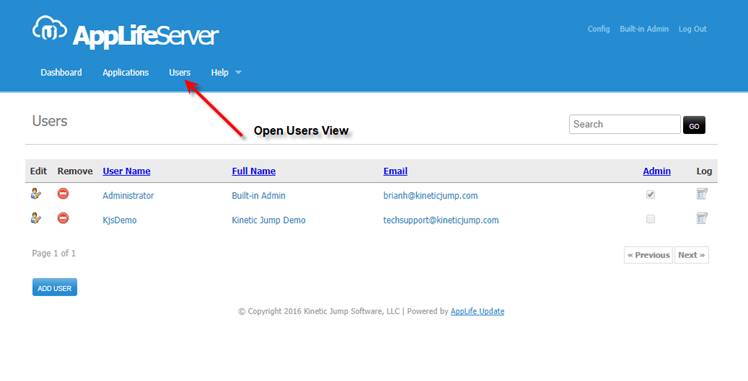 AppLifeServer
Config Built-in Admin Log Out
Dashboard Applications Users Help
Open Users View
Users
Search GO
Edit Remove User Name Full Name Email Admin Log
Administrator Built-in Admin brianh@kineticjump.com
KjsDemo Kinetic Jump Demo techsupport@kineticjump.com
Page 1 of 1
« Previous Next »
ADD USER
© Copyright 2016 Kinetic Jump Software, LLC | Powered by AppLife Update